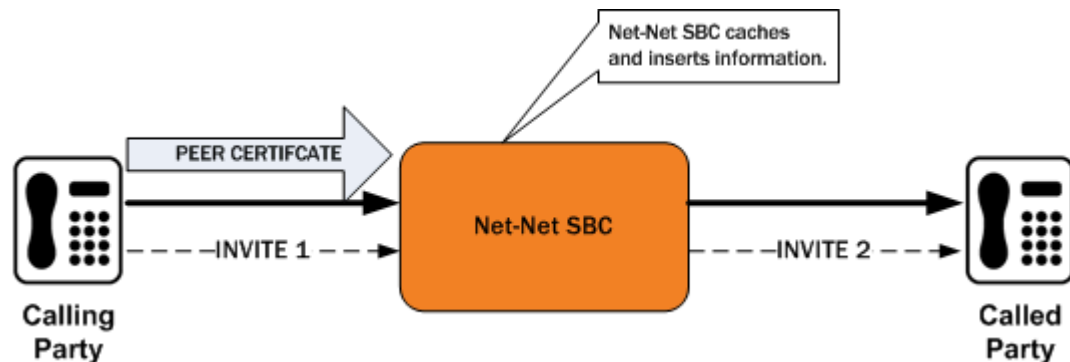 Net-Net SBC caches
and inserts information.
PEER CERTIFCATE
Net-Net SBC
INVITE 1
INVITE 2
Calling
Party
Called
Party